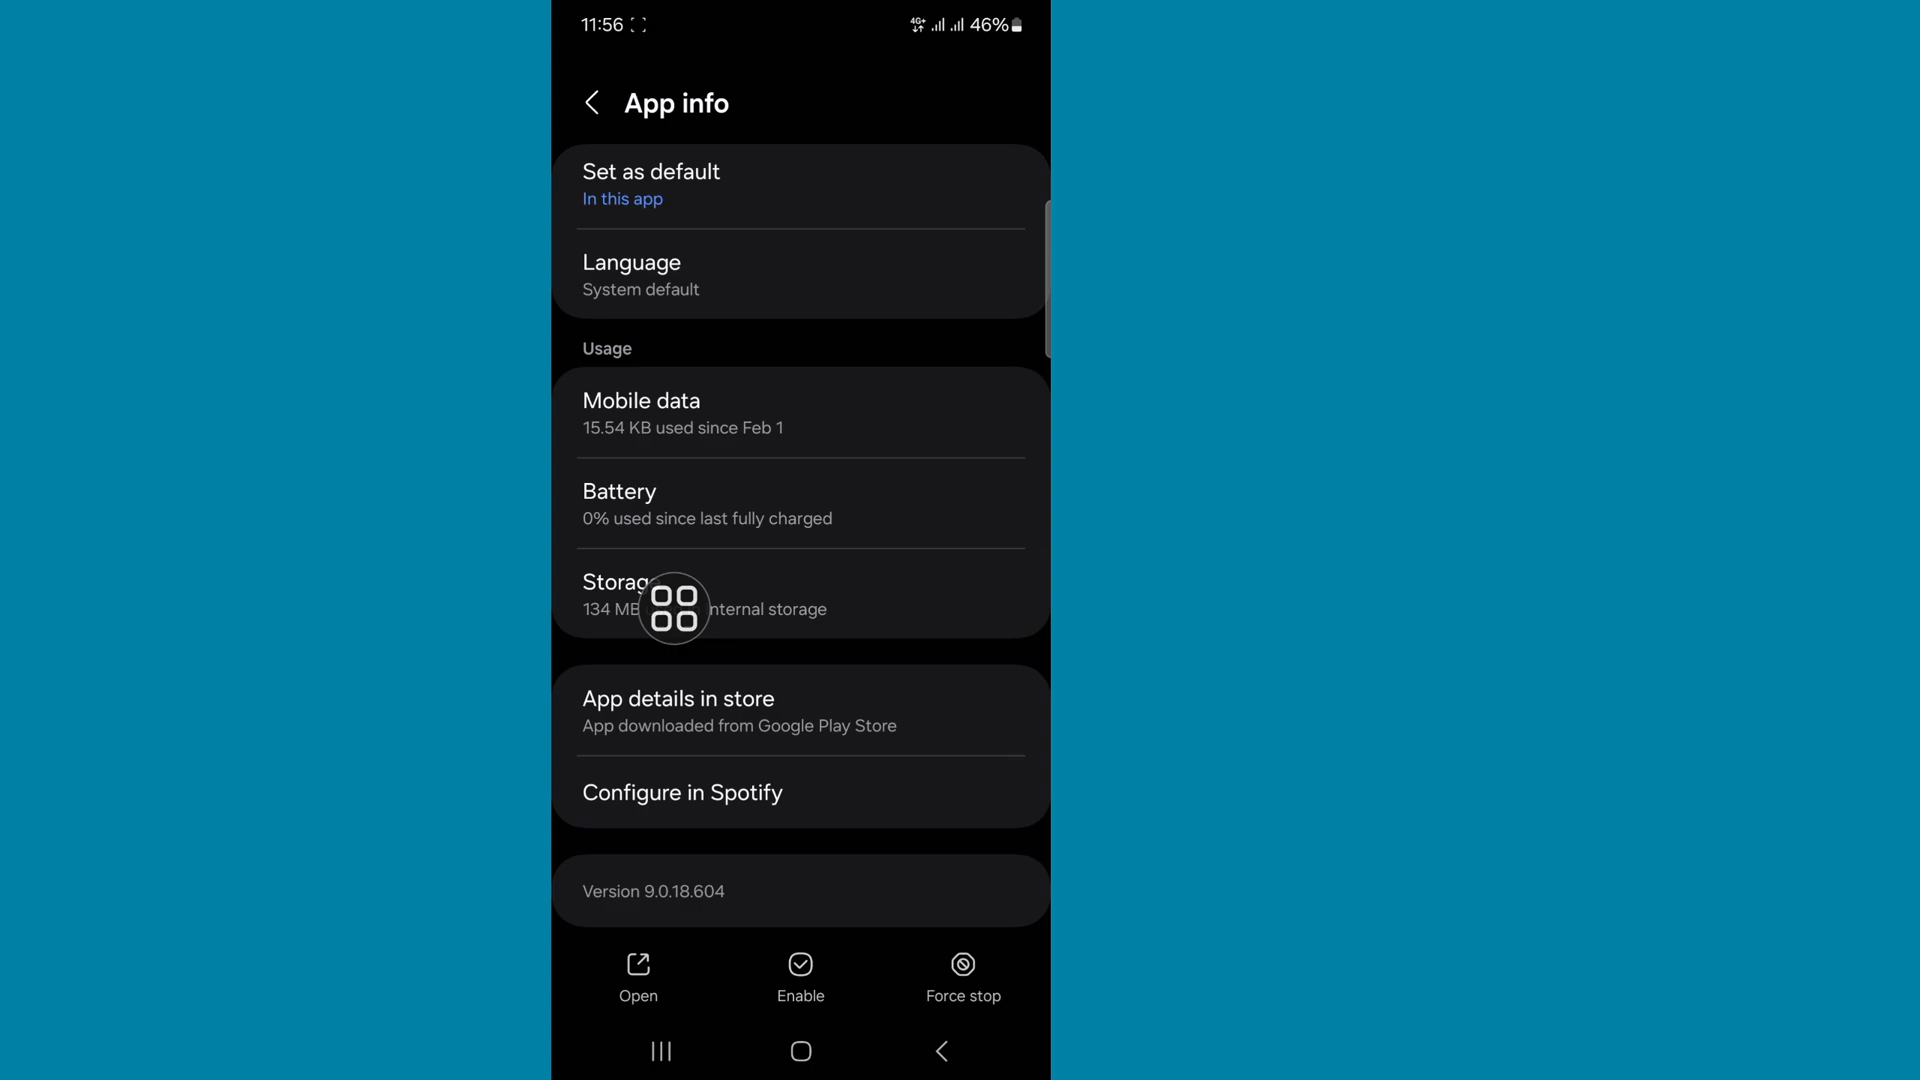 11:56
4G+ 46%
App info
Set as default
In this app
Language
System default
Usage
Mobile data
15.54 KB used since Feb 1
Battery
0% used since last fully charged
Storage
134 MB nternal storage
App details in store
App downloaded from Google Play Store
Configure in Spotify
Version 9.0.18.604
Open
Enable
Force stop